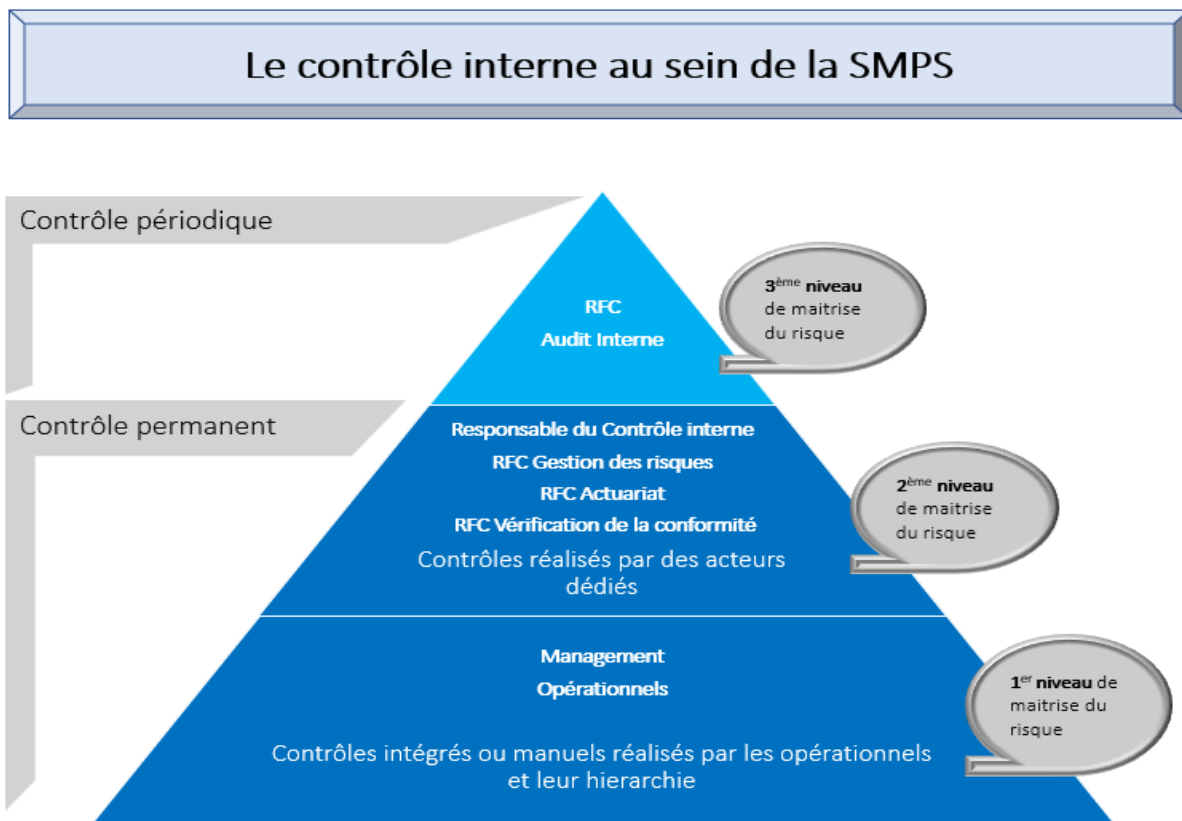 Le contrôle interne au sein de la SMPS
Contrôle périodique
RFC
Audit Interne
3ème niveau
de maitrise
du risque
Contrôle permanent
Responsable du Contrôle interne
RFC Gestion des risques
RFC Actuariat
RFC Vérification de la conformité
Contrôles réalisés par des acteurs
dédiés
2ème niveau
de maitrise
du risque
Management
Opérationnels
Contrôles intégrés ou manuels réalisés par les opérationnels
et leur hierarchie
1er niveau de
maitrise du
risque